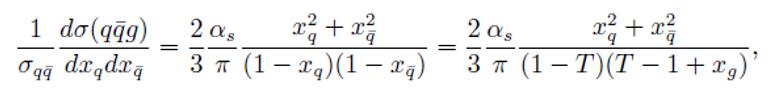 $$\frac{1}{\sigma_{q\bar{q}}}\frac{d\sigma(q\bar{q}g)}{dx_q dx_{\bar{q}}} = \frac{2}{3}\frac{\alpha_s}{\pi}\frac{x_q^2 + x_{\bar{q}}^2}{(1-x_q)(1-x_{\bar{q}})} = \frac{2}{3}\frac{\alpha_s}{\pi}\frac{x_q^2 + x_{\bar{q}}^2}{(1-T)(T-1+x_g)},$$